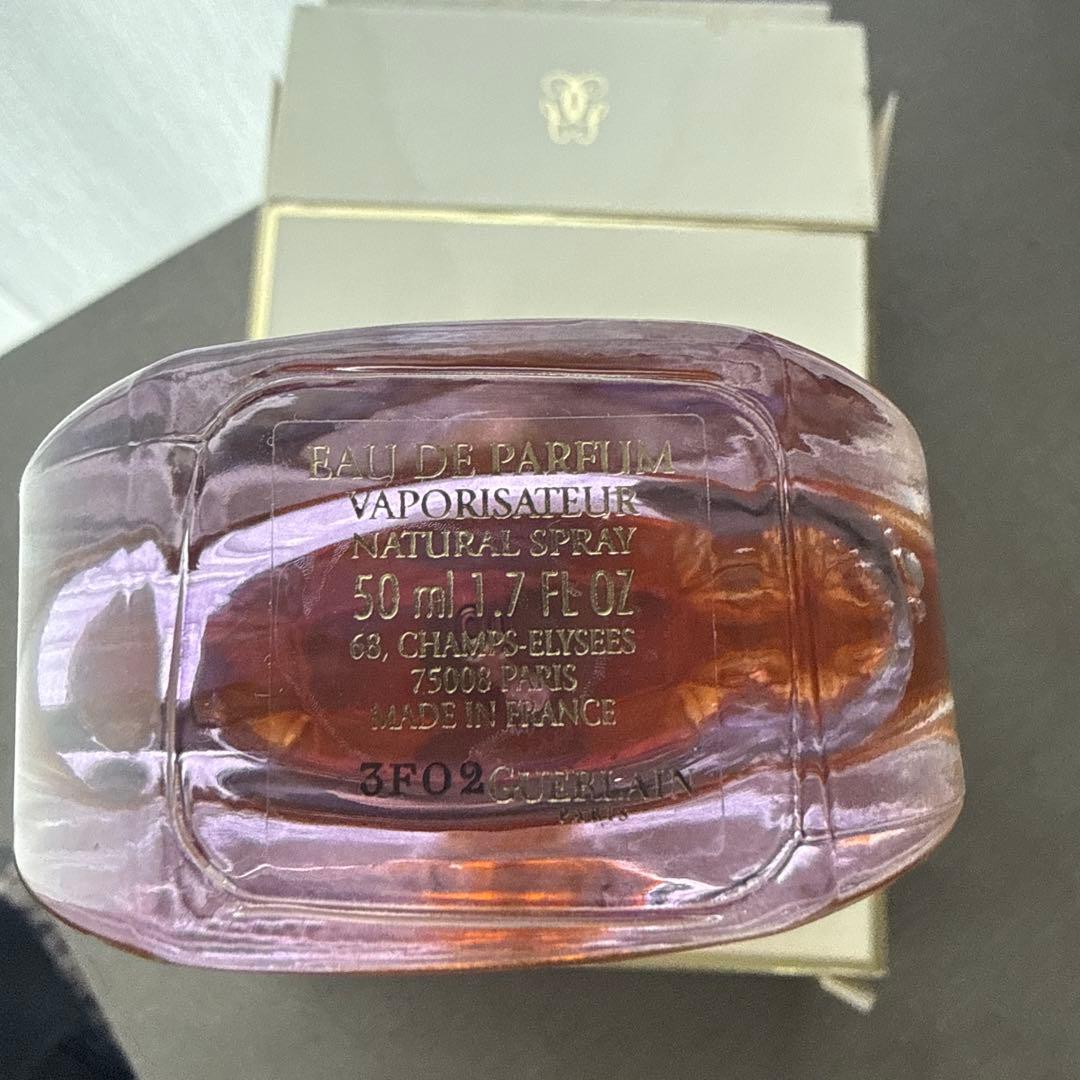 EAU DE PARFUM
VAPORISATEUR
NATURAL SPRAY
50 ml 1.7 FL OZ
68, CHAMPS-ELYSEES
75008 PARIS
MADE IN FRANCE
3F02 GUERLAIN
PARIS